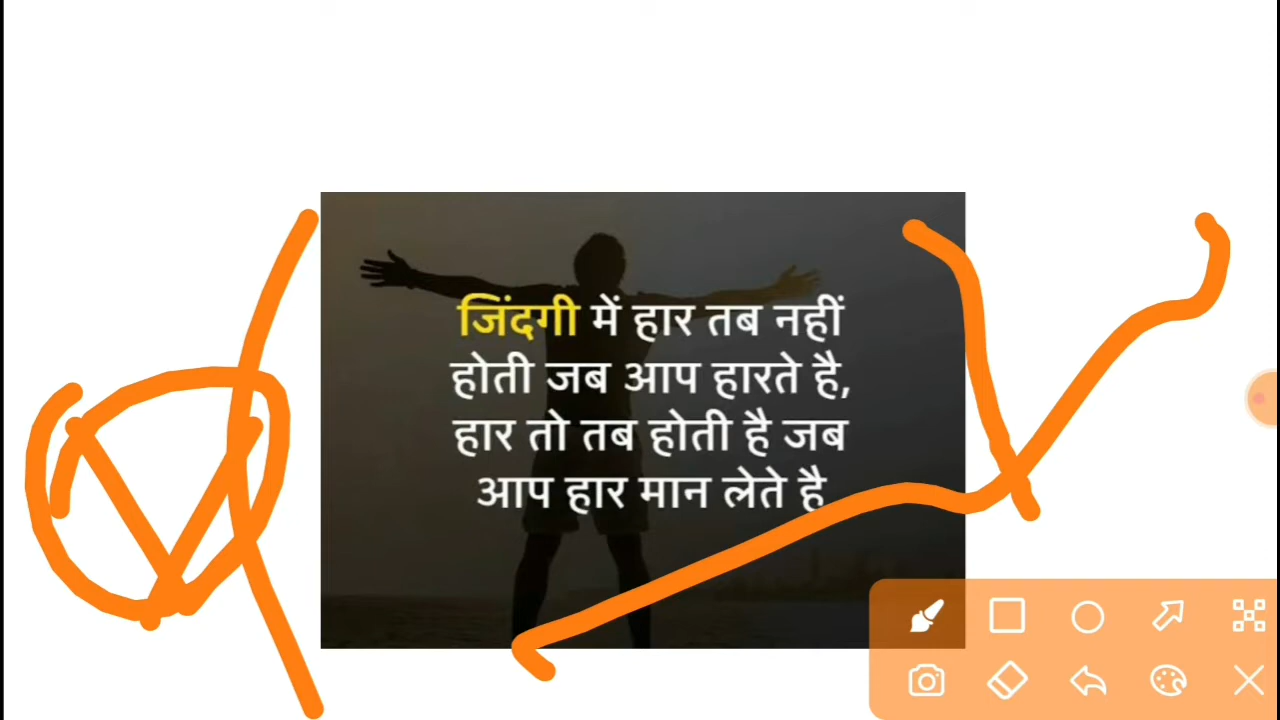 जिंदगी में हार तब नहीं
होती जब आप हारते है,
हार तो तब होती है जब
आप हार मान लेते है